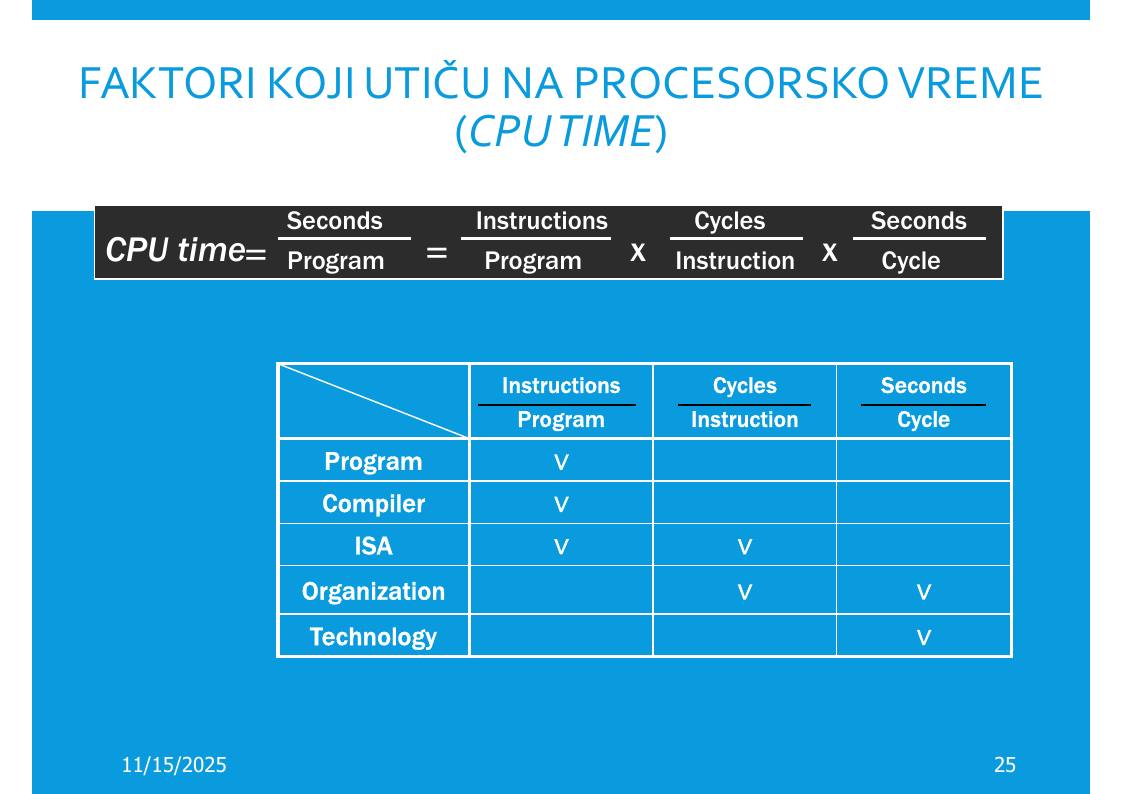 FAKTORI KOJI UTIČU NA PROCESORSKO VREME
(CPU TIME)
CPU time= Seconds / Program = Instructions / Program x Cycles / Instruction x Seconds / Cycle
Instructions / Program Cycles / Instruction Seconds / Cycle
Program V
Compiler V
ISA V V
Organization V V
Technology V
11/15/2025 25